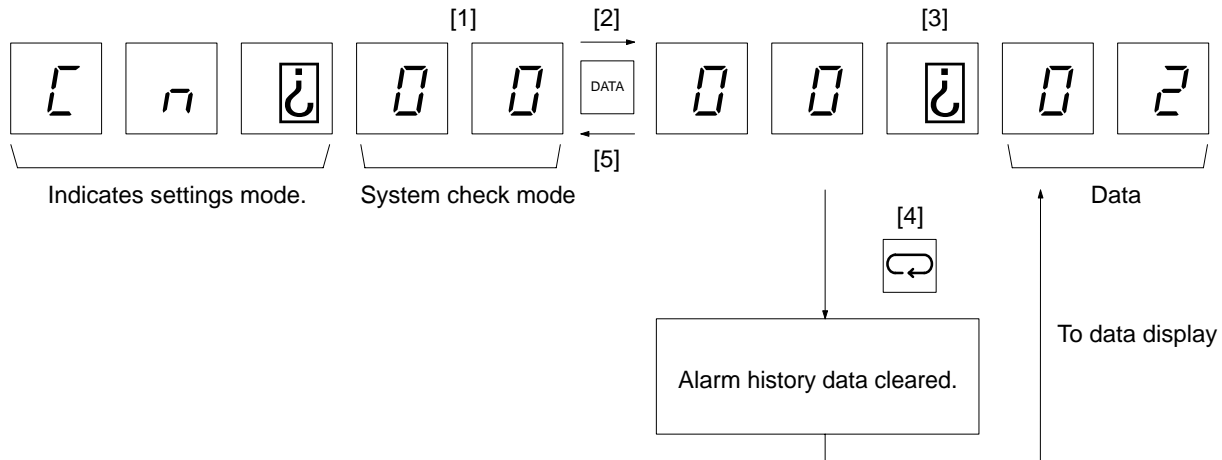 [1] [2] [3]
C n ¿ 0 0 DATA 0 0 ¿ 0 2
[5]
Indicates settings mode. System check mode Data
[4]
To data display
Alarm history data cleared.